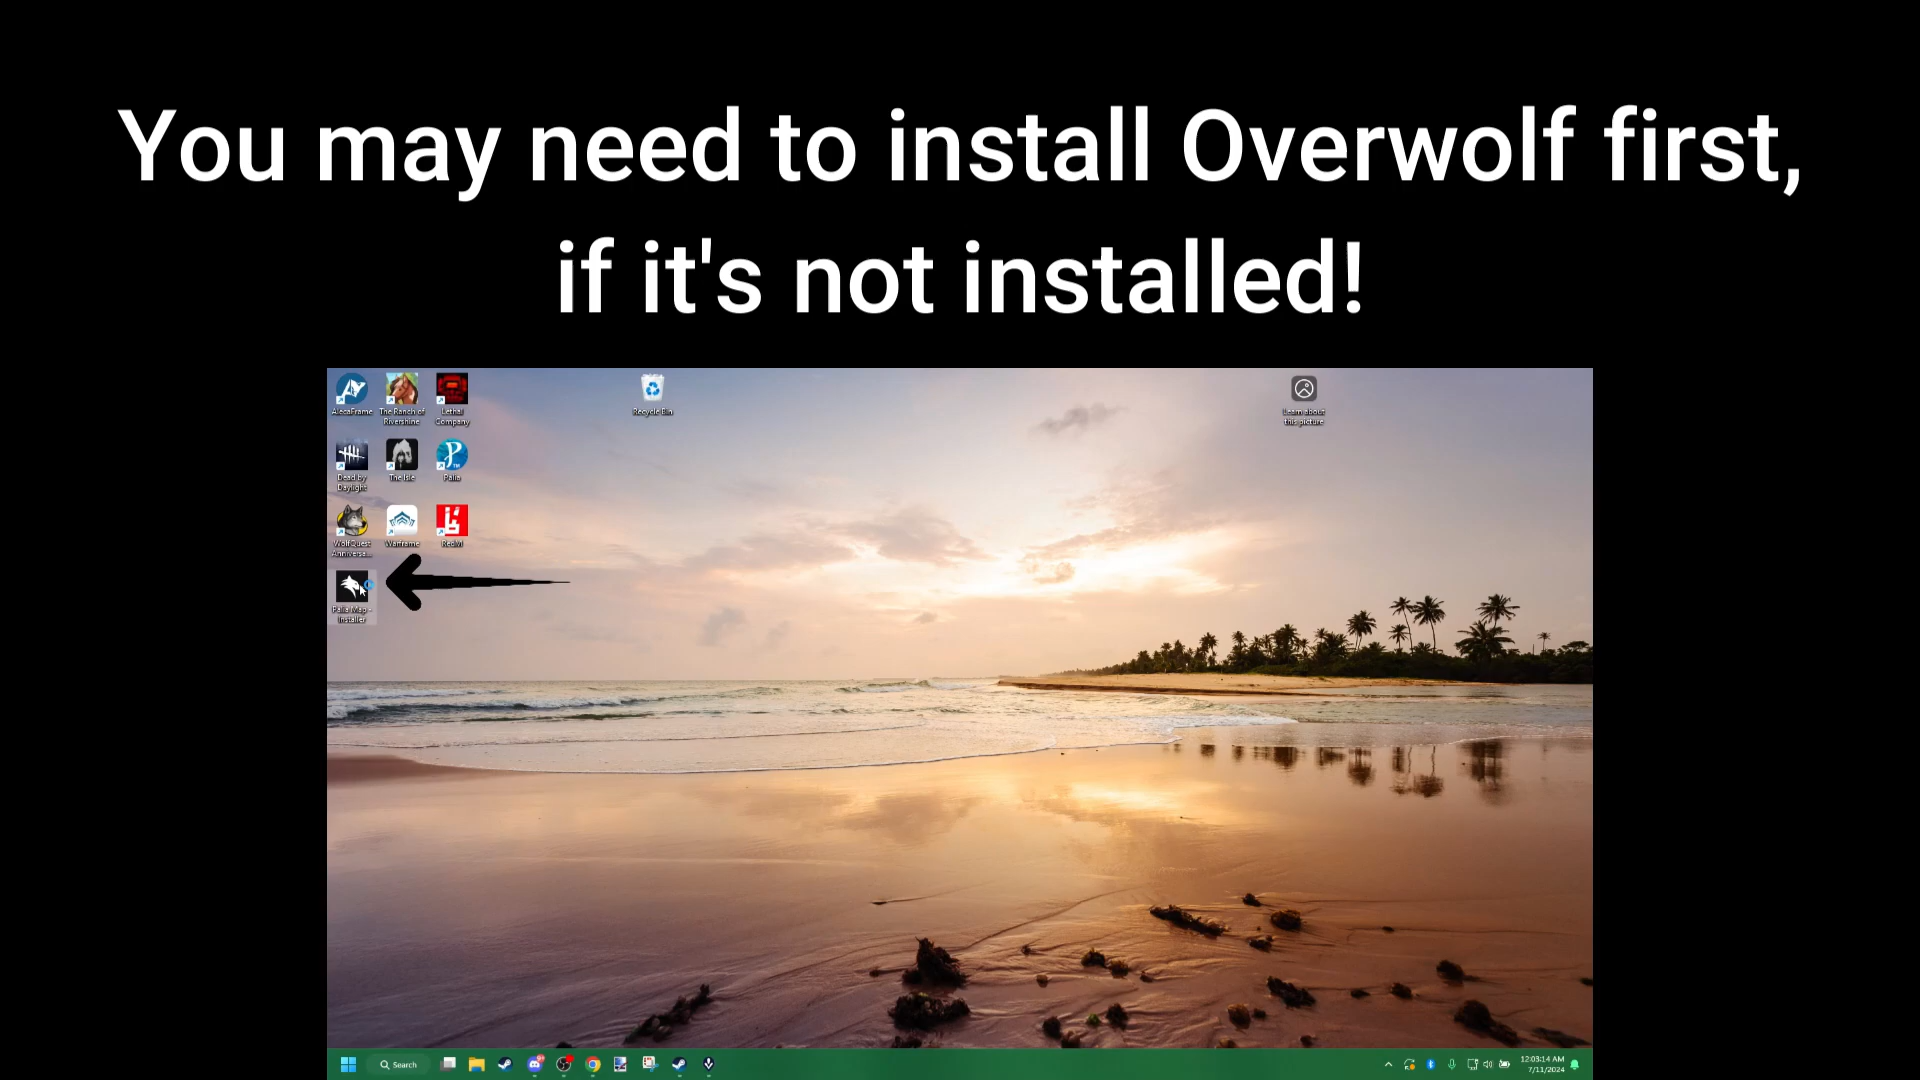 You may need to install Overwolf first,
if it's not installed!
AlecaFrame
The Ranch of
Rivershine
Lethal
Company
Recycle Bin
Learn about
this picture
Dead by
Daylight
The Isle
Palia
WolfQuest
Anniversa...
Warframe
RedM
Palia Map -
Installer
Search
12:03:14 AM
7/11/2024